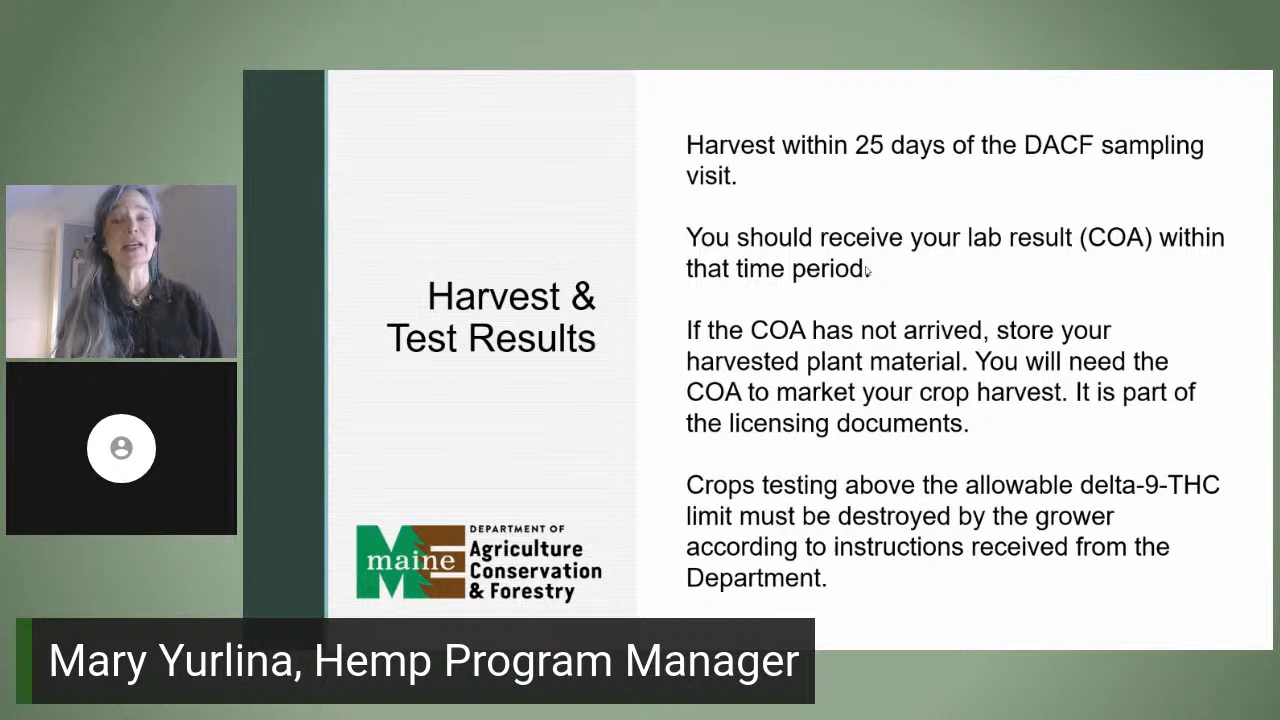 Harvest &
Test Results
maine
DEPARTMENT OF
Agriculture
Conservation
& Forestry
Harvest within 25 days of the DACF sampling
visit.
You should receive your lab result (COA) within
that time period.
If the COA has not arrived, store your
harvested plant material. You will need the
COA to market your crop harvest. It is part of
the licensing documents.
Crops testing above the allowable delta-9-THC
limit must be destroyed by the grower
according to instructions received from the
Department.
Mary Yurlina, Hemp Program Manager